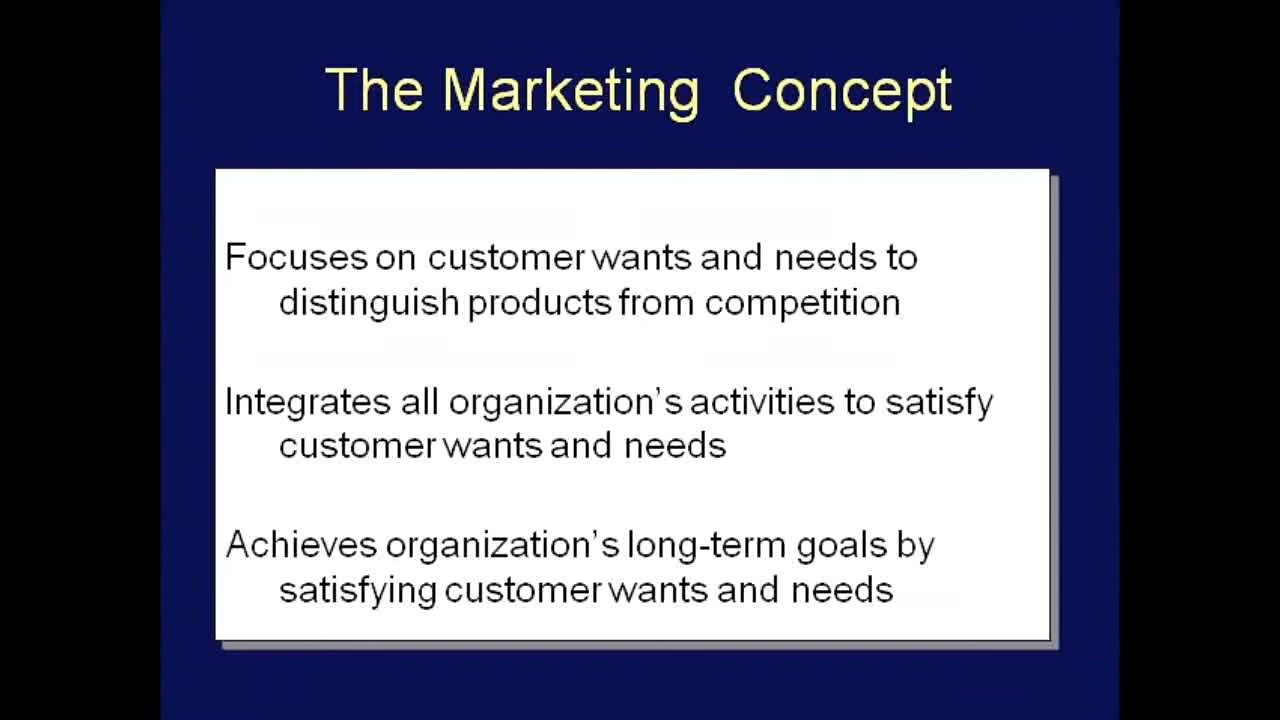 The Marketing Concept
Focuses on customer wants and needs to
distinguish products from competition
Integrates all organization's activities to satisfy
customer wants and needs
Achieves organization's long-term goals by
satisfying customer wants and needs